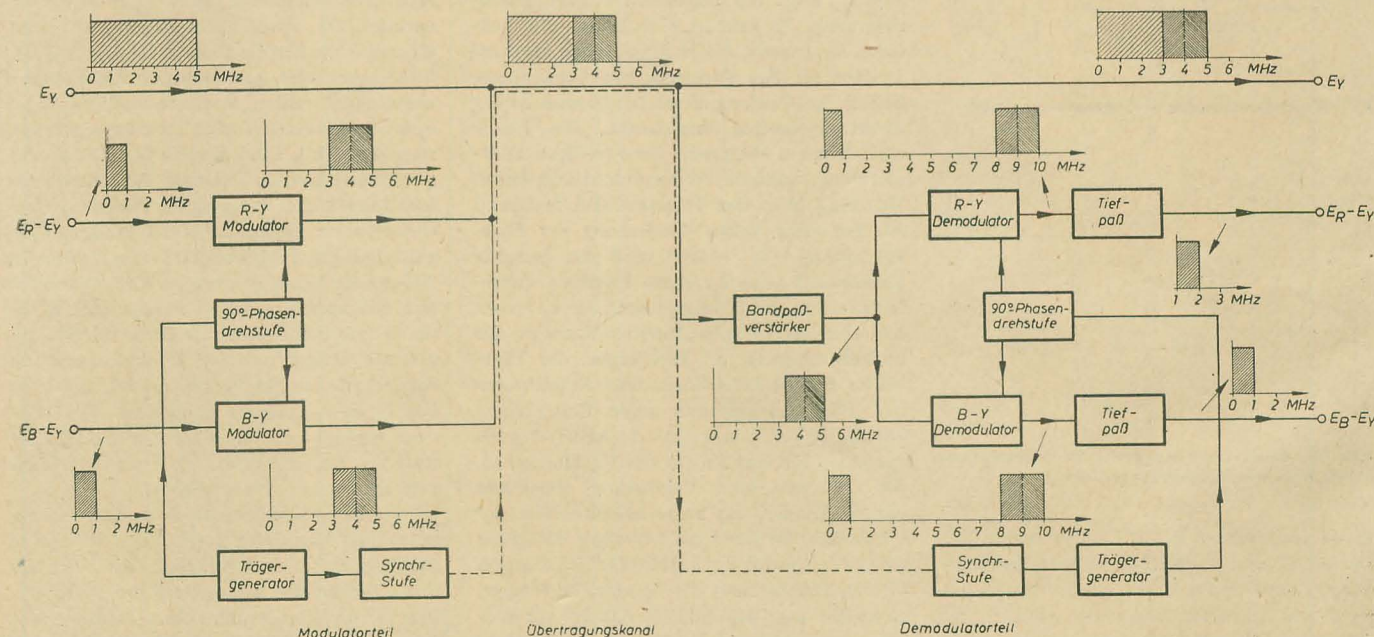 0 1 2 3 4 5 MHz
0 1 2 3 4 5 6 MHz
0 1 2 3 4 5 6 MHz
E_Y
E_Y
0 1 2 MHz
0 1 2 3 4 5 6 MHz
0 1 2 3 4 5 6 7 8 9 10 MHz
E_R-E_Y
R-Y
Modulator
R-Y
Demodulator
Tief-
paß
E_R-E_Y
1 2 3 MHz
90°-Phasen-
drehstufe
Bandpaß-
verstärker
90°-Phasen-
drehstufe
0 1 2 MHz
0 1 2 3 4 5 6 MHz
E_B-E_Y
B-Y
Modulator
B-Y
Demodulator
Tief-
paß
E_B-E_Y
0 1 2 MHz
0 1 2 3 4 5 6 MHz
0 1 2 3 4 5 6 7 8 9 10 MHz
Träger-
generator
Synchr.-
Stufe
Synchr.-
Stufe
Träger-
generator
Modulatorteil
Übertragungskanal
Demodulatorteil